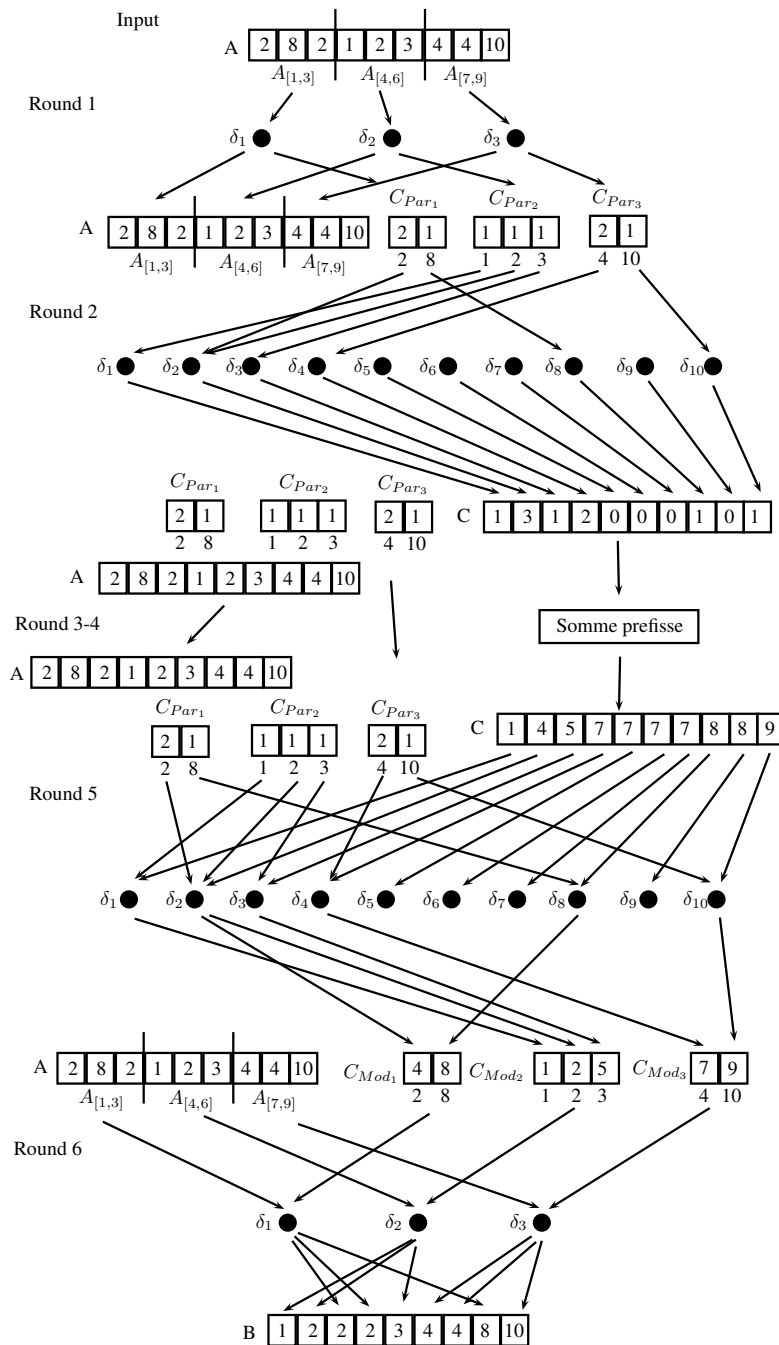 Input
A 2 8 2 1 2 3 4 4 10
A[1,3] A[4,6] A[7,9]
Round 1
δ1 δ2 δ3
CPar1 CPar2 CPar3
A 2 8 2 1 2 3 4 4 10 2 1 1 1 1 2 1
A[1,3] A[4,6] A[7,9] 2 8 1 2 3 4 10
Round 2
δ1 δ2 δ3 δ4 δ5 δ6 δ7 δ8 δ9 δ10
CPar1 CPar2 CPar3
2 1 1 1 1 2 1 C 1 3 1 2 0 0 0 1 0 1
2 8 1 2 3 4 10
A 2 8 2 1 2 3 4 4 10
Round 3-4 Somme prefisse
A 2 8 2 1 2 3 4 4 10
CPar1 CPar2 CPar3
C 1 4 5 7 7 7 7 8 8 9
2 1 1 1 1 2 1
2 8 1 2 3 4 10
Round 5
δ1 δ2 δ3 δ4 δ5 δ6 δ7 δ8 δ9 δ10
A 2 8 2 1 2 3 4 4 10 CMod1 4 8 CMod2 1 2 5 CMod3 7 9
A[1,3] A[4,6] A[7,9] 2 8 1 2 3 4 10
Round 6
δ1 δ2 δ3
B 1 2 2 2 3 4 4 8 10